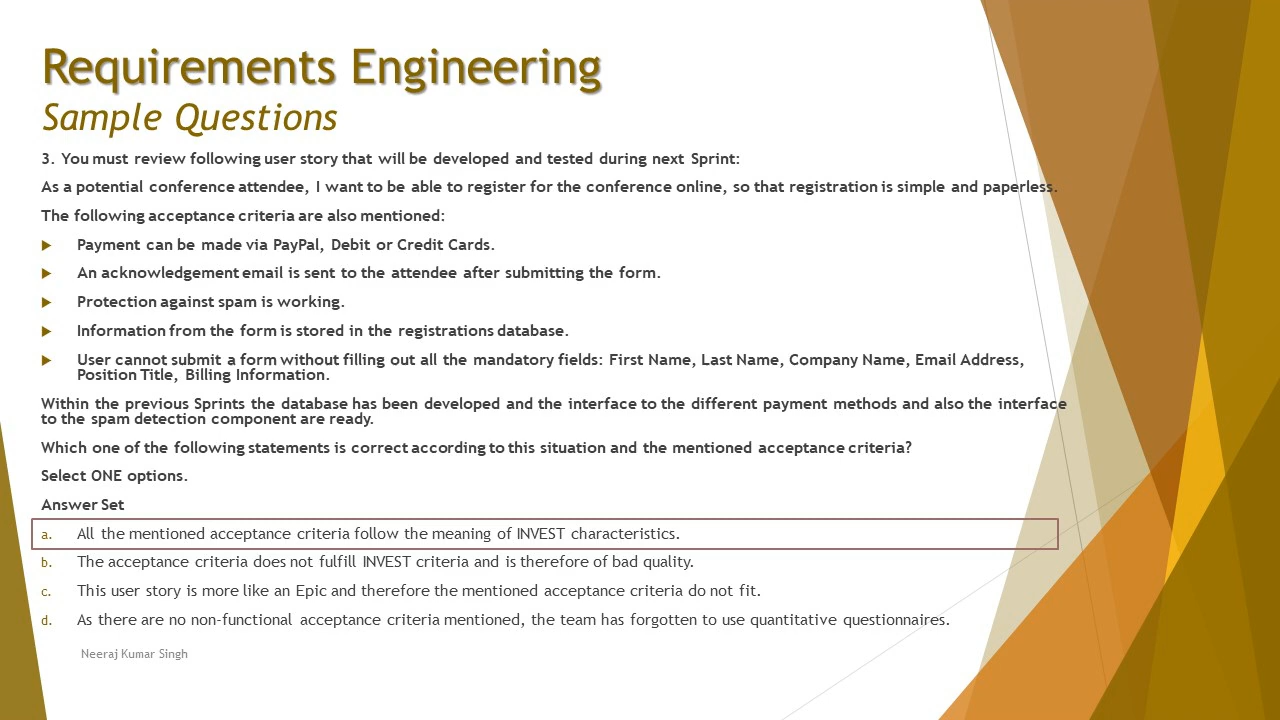 Requirements Engineering
Sample Questions
3. You must review following user story that will be developed and tested during next Sprint:
As a potential conference attendee, I want to be able to register for the conference online, so that registration is simple and paperless.
The following acceptance criteria are also mentioned:
Payment can be made via PayPal, Debit or Credit Cards.
An acknowledgement email is sent to the attendee after submitting the form.
Protection against spam is working.
Information from the form is stored in the registrations database.
User cannot submit a form without filling out all the mandatory fields: First Name, Last Name, Company Name, Email Address,
Position Title, Billing Information.
Within the previous Sprints the database has been developed and the interface to the different payment methods and also the interface
to the spam detection component are ready.
Which one of the following statements is correct according to this situation and the mentioned acceptance criteria?
Select ONE options.
Answer Set
a. All the mentioned acceptance criteria follow the meaning of INVEST characteristics.
b. The acceptance criteria does not fulfill INVEST criteria and is therefore of bad quality.
c. This user story is more like an Epic and therefore the mentioned acceptance criteria do not fit.
d. As there are no non-functional acceptance criteria mentioned, the team has forgotten to use quantitative questionnaires.
Neeraj Kumar Singh